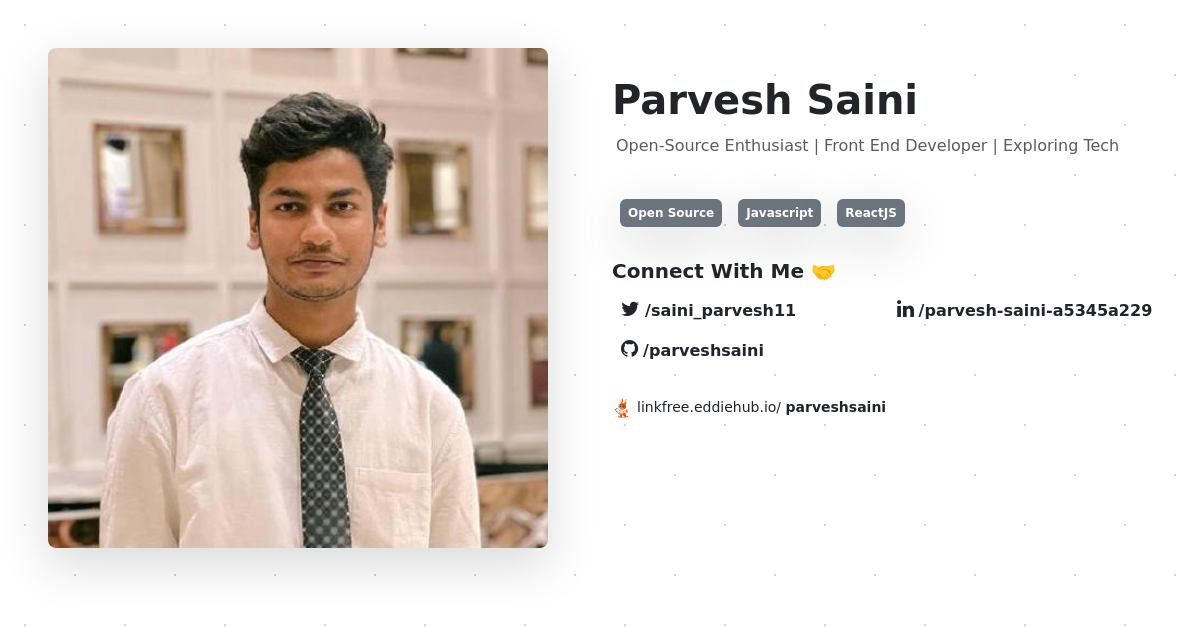 Parvesh Saini
Open-Source Enthusiast | Front End Developer | Exploring Tech
Open Source Javascript ReactJS
Connect With Me 🤝
/saini_parvesh11 /parvesh-saini-a5345a229
/parveshsaini
linkfree.eddiehub.io/ parveshsaini